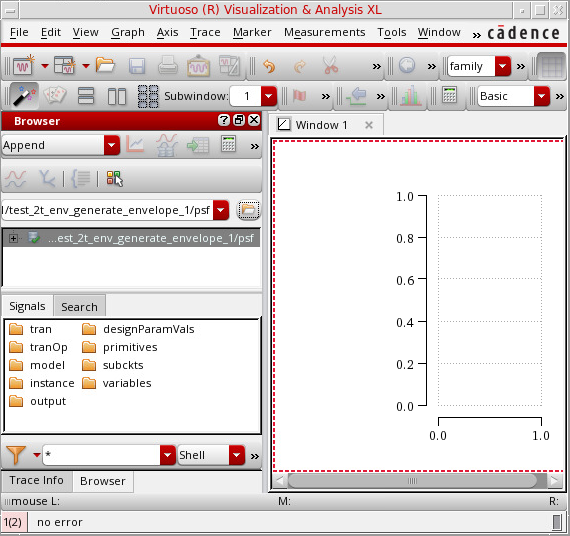 Virtuoso (R) Visualization & Analysis XL
File Edit View Graph Axis Trace Marker Measurements Tools Window » cādence
» family
Subwindow: 1 » » Basic
Browser
Window 1
Append »
»
l/test_2t_env_generate_envelope_1/psf
...est_2t_env_generate_envelope_1/psf
Signals Search
tran designParamVals
tranOp primitives
model subckts
instance variables
output
1.0
0.8
0.6
0.4
0.2
0.0
0.0 1.0
* Shell »
Trace Info Browser
mouse L: M: R:
1(2) no error